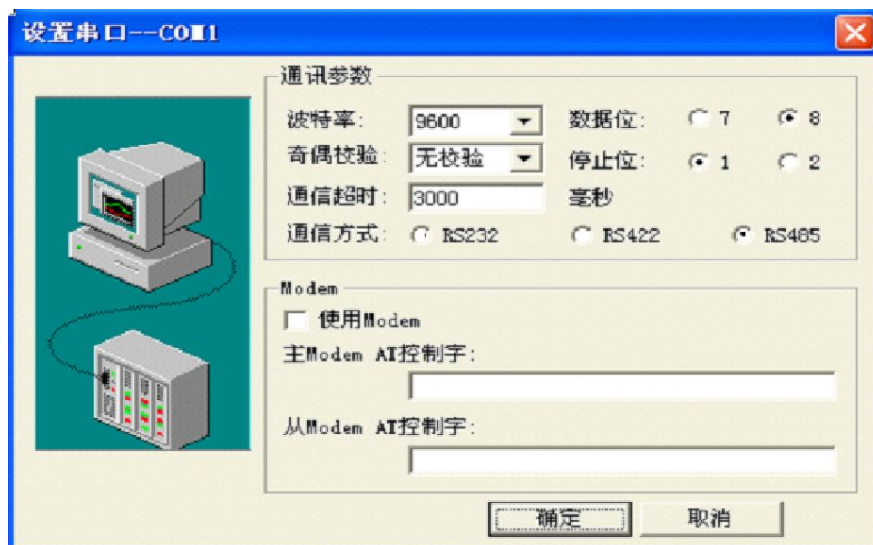 设置串口--COM1
通讯参数
波特率: 9600 数据位: 7 8
奇偶校验: 无校验 停止位: 1 2
通信超时: 3000 毫秒
通信方式: RS232 RS422 RS485
Modem
使用Modem
主Modem AT控制字:
从Modem AT控制字:
确定 取消